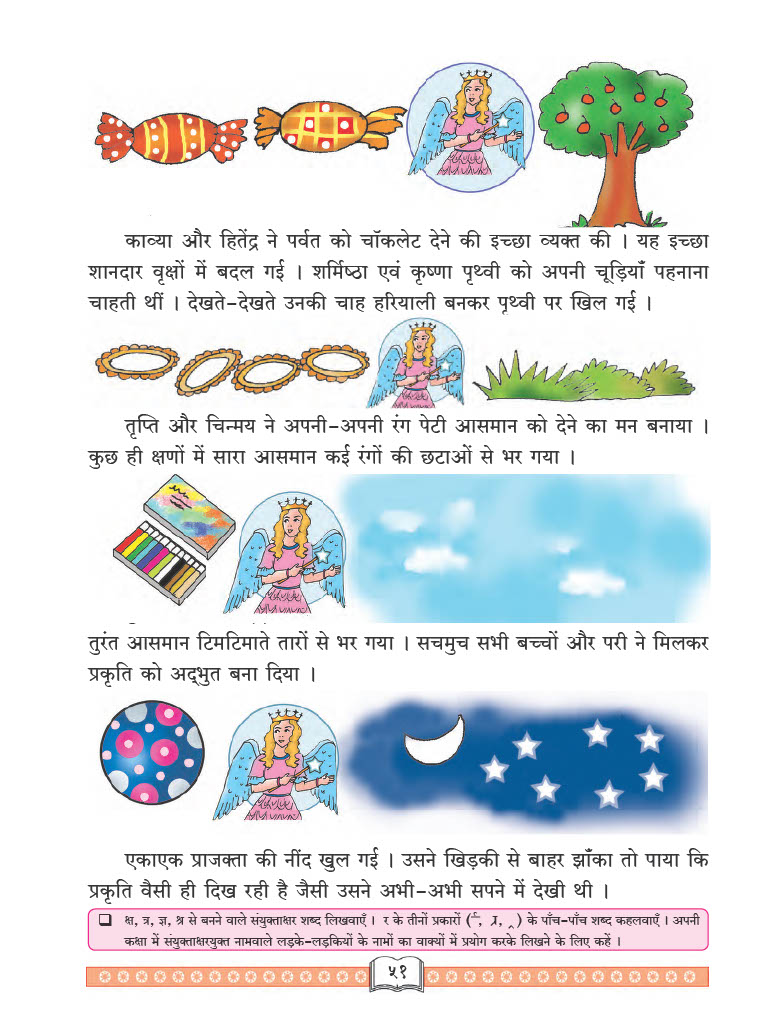 काव्या और हितेंद्र ने पर्वत को चॉकलेट देने की इच्छा व्यक्त की । यह इच्छा
शानदार वृक्षों में बदल गई । शर्मिष्ठा एवं कृष्णा पृथ्वी को अपनी चूड़ियाँ पहनाना
चाहती थीं । देखते-देखते उनकी चाह हरियाली बनकर पृथ्वी पर खिल गई ।
तृप्ति और चिन्मय ने अपनी-अपनी रंग पेटी आसमान को देने का मन बनाया ।
कुछ ही क्षणों में सारा आसमान कई रंगों की छटाओं से भर गया ।
तुरंत आसमान टिमटिमाते तारों से भर गया । सचमुच सभी बच्चों और परी ने मिलकर
प्रकृति को अद्‌भुत बना दिया ।
एकाएक प्राजक्ता की नींद खुल गई । उसने खिड़की से बाहर झाँका तो पाया कि
प्रकृति वैसी ही दिख रही है जैसी उसने अभी-अभी सपने में देखी थी ।
❑ क्ष, त्र, ज्ञ, श्र से बनने वाले संयुक्ताक्षर शब्द लिखवाएँ । र के तीनों प्रकारों (र्, ्र, ्र) के पाँच-पाँच शब्द कहलवाएँ । अपनी
कक्षा में संयुक्ताक्षरयुक्त नामवाले लड़के-लड़कियों के नामों का वाक्यों में प्रयोग करके लिखने के लिए कहें ।
५१